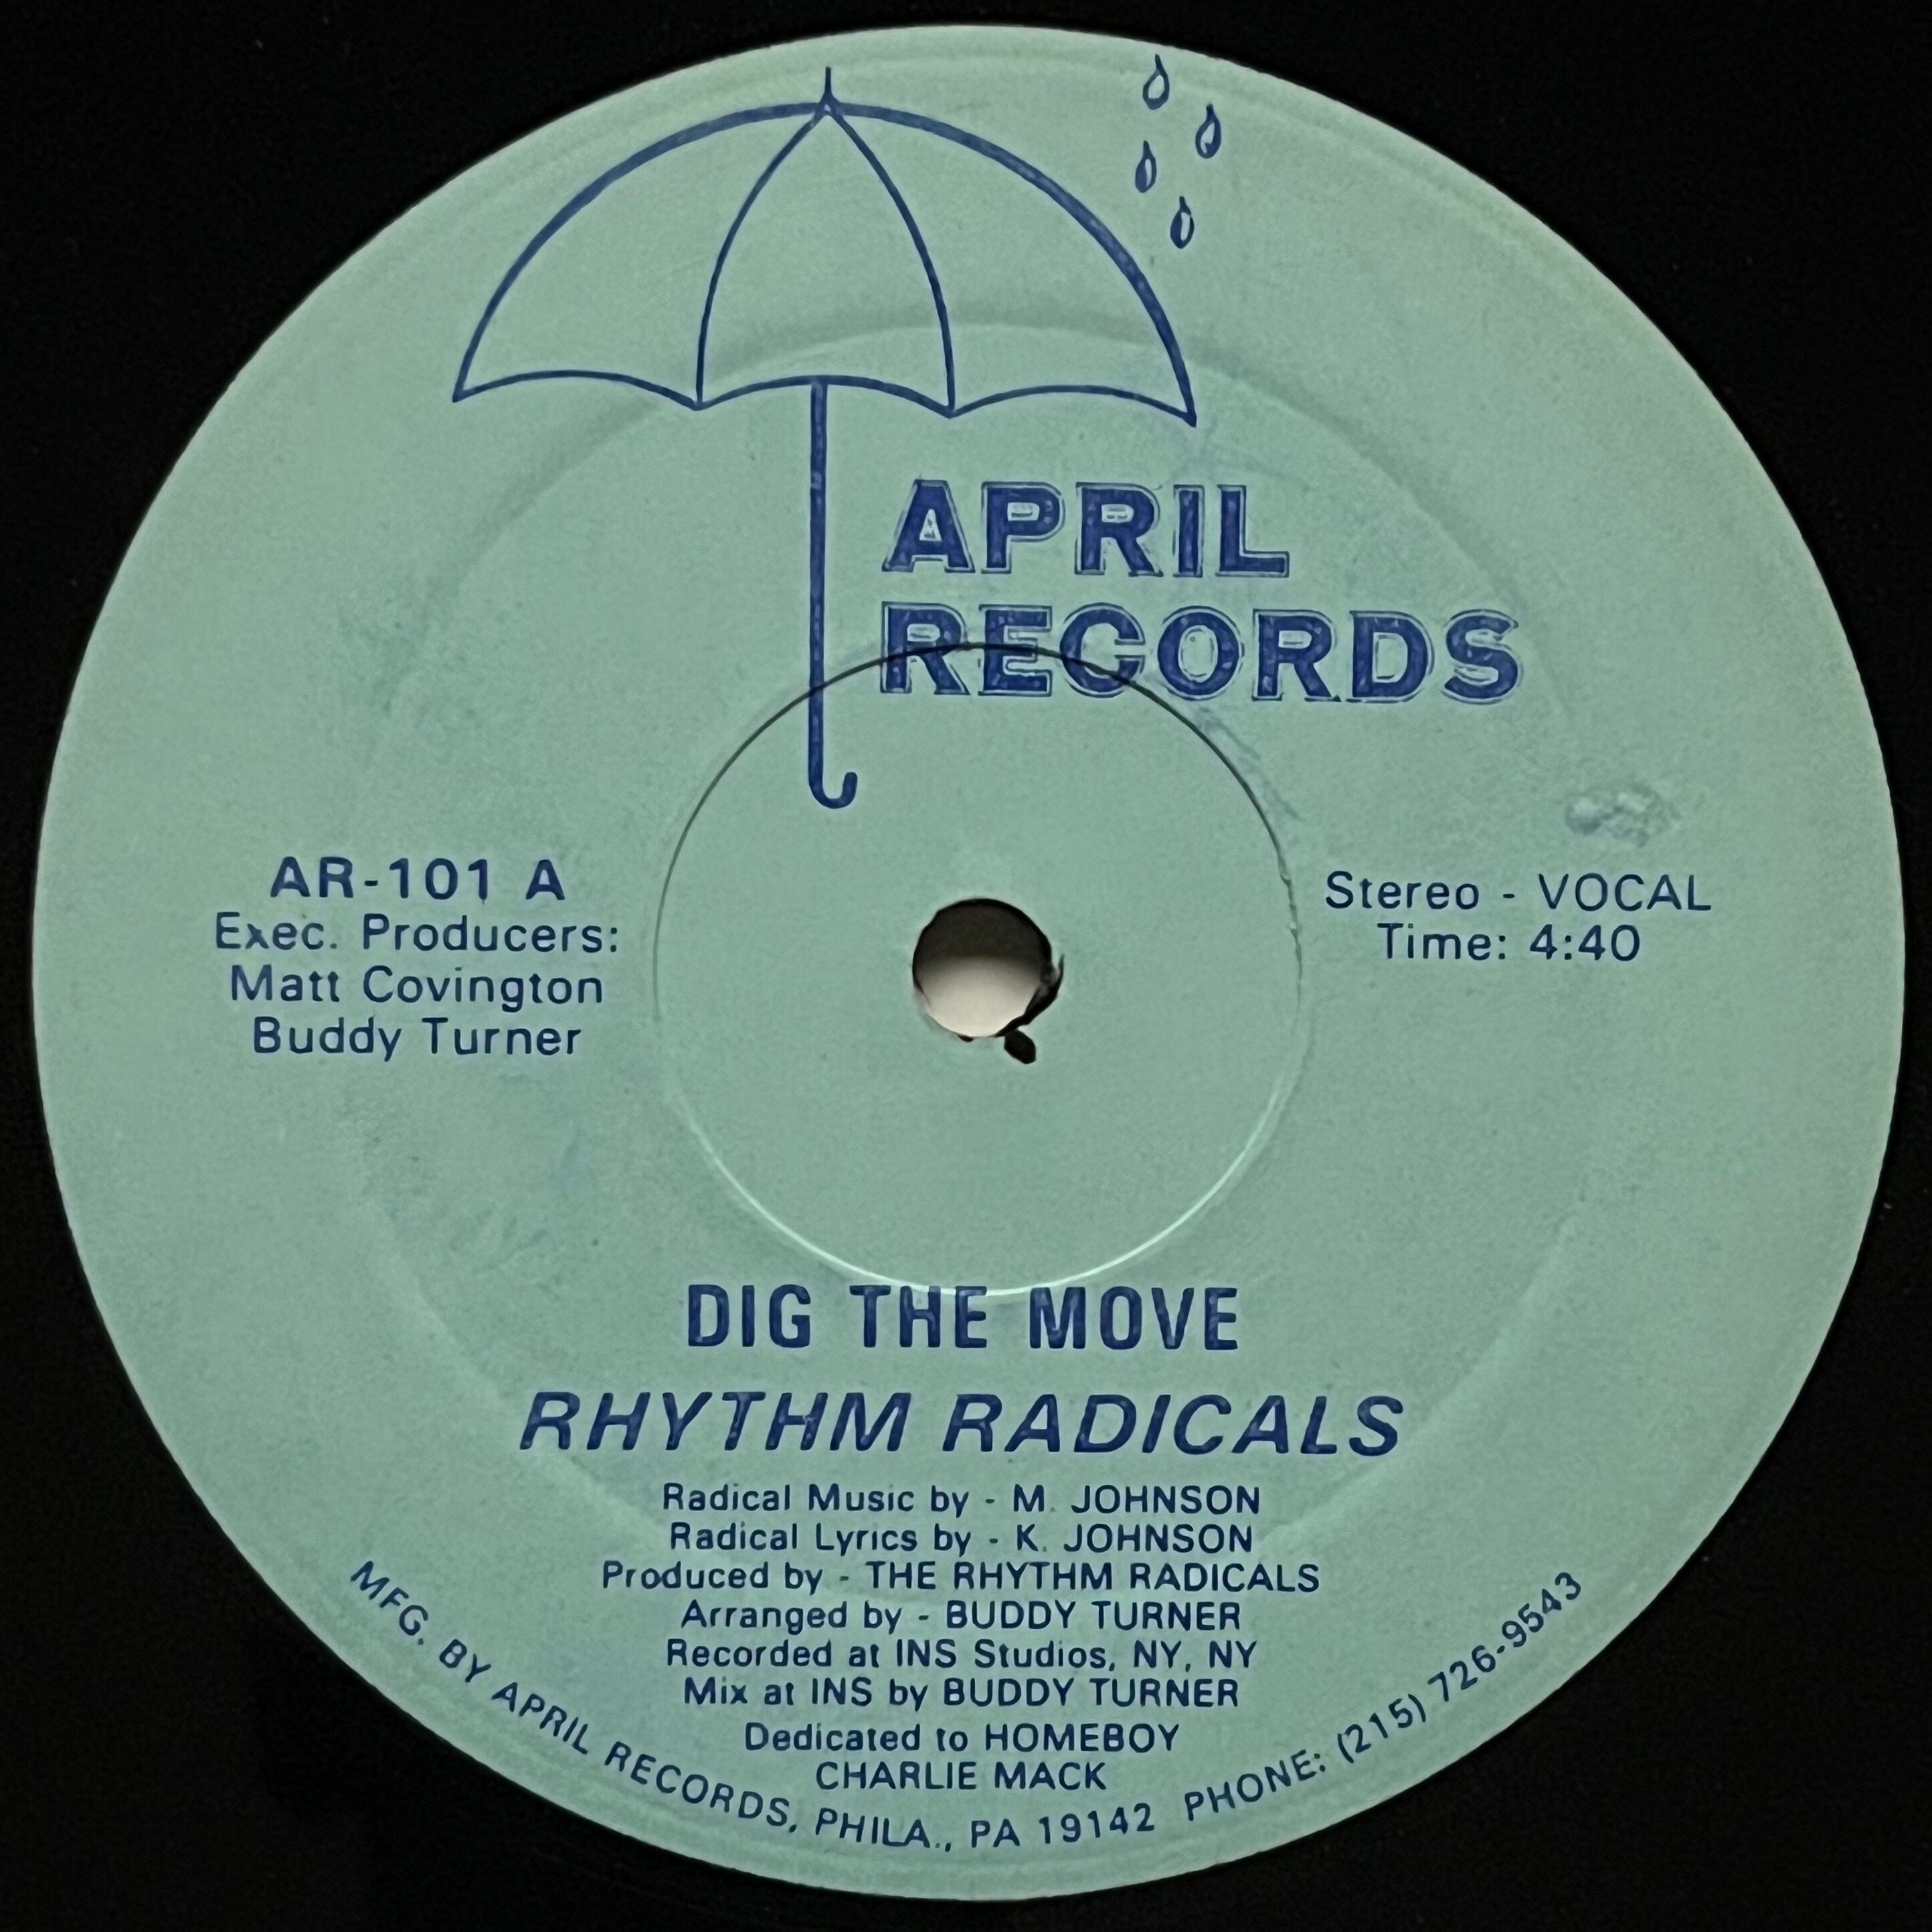 APRIL
RECORDS
AR-101 A
Exec. Producers:
Matt Covington
Buddy Turner
Stereo - VOCAL
Time: 4:40
DIG THE MOVE
RHYTHM RADICALS
Radical Music by - M. JOHNSON
Radical Lyrics by - K. JOHNSON
Produced by - THE RHYTHM RADICALS
Arranged by - BUDDY TURNER
Recorded at INS Studios, NY, NY
Mix at INS by BUDDY TURNER
Dedicated to HOMEBOY
CHARLIE MACK
MFG. BY APRIL RECORDS, PHILA., PA 19142 PHONE: (215) 726-9543